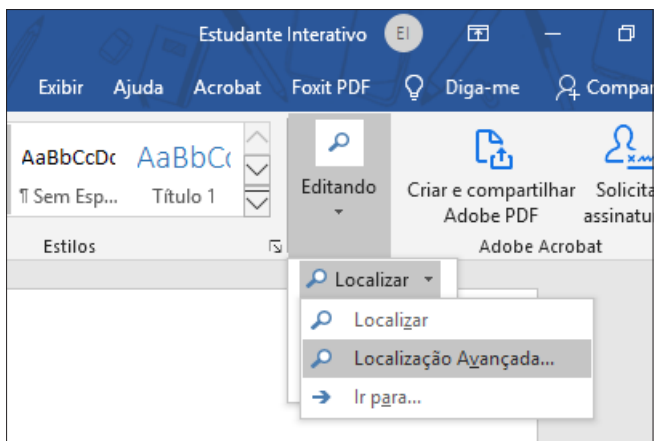 Estudante Interativo EI
Exibir Ajuda Acrobat Foxit PDF Diga-me Compar
AaBbCcDc AaBbC(
¶ Sem Esp... Título 1
Editando
Criar e compartilhar
Adobe PDF
Solicita
assinatu
Estilos
Adobe Acrobat
Localizar
Localizar
Localização Avançada...
Ir para...